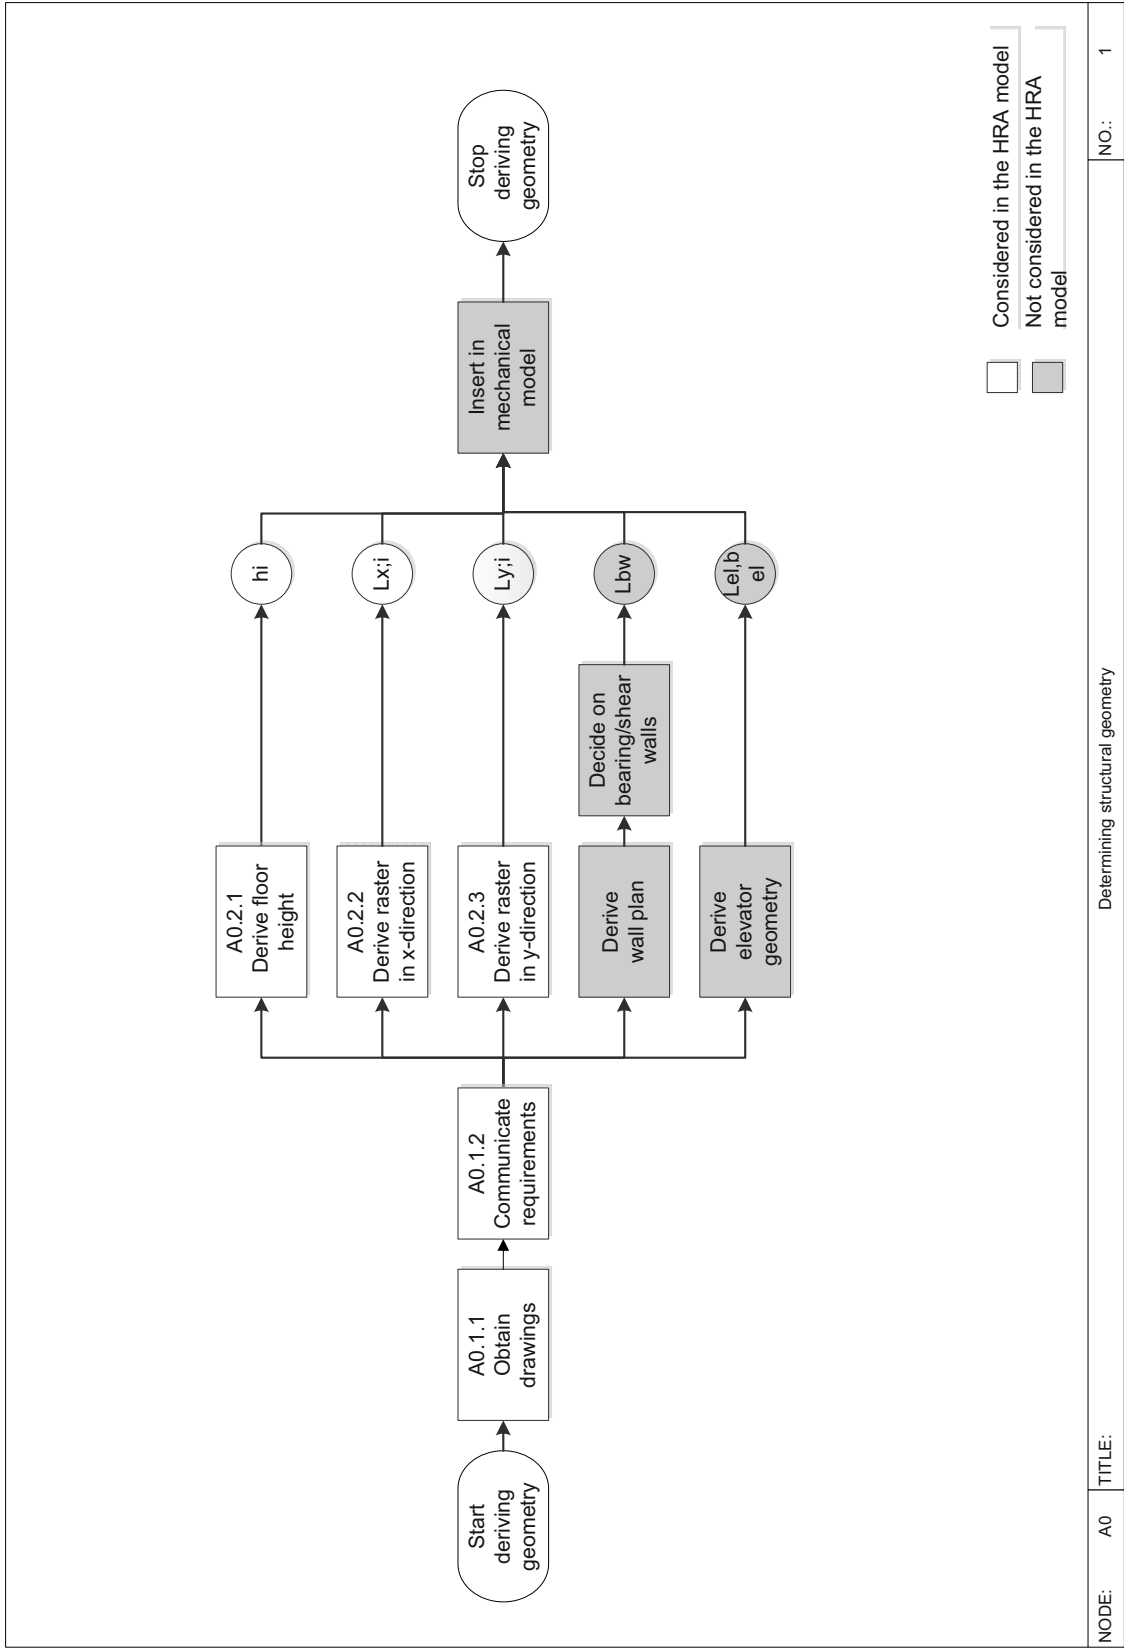 Start
deriving
geometry
A0.1.1
Obtain
drawings
A0.1.2
Communicate
requirements
A0.2.1
Derive floor
height
hi
A0.2.2
Derive raster
in x-direction
Lx;i
A0.2.3
Derive raster
in y-direction
Ly;i
Derive
wall plan
Decide on
bearing/shear
walls
Lbw
Derive
elevator
geometry
Lel,b
el
Insert in
mechanical
model
Stop
deriving
geometry
Considered in the HRA model
Not considered in the HRA
model
NODE: A0 TITLE: Determining structural geometry NO.: 1